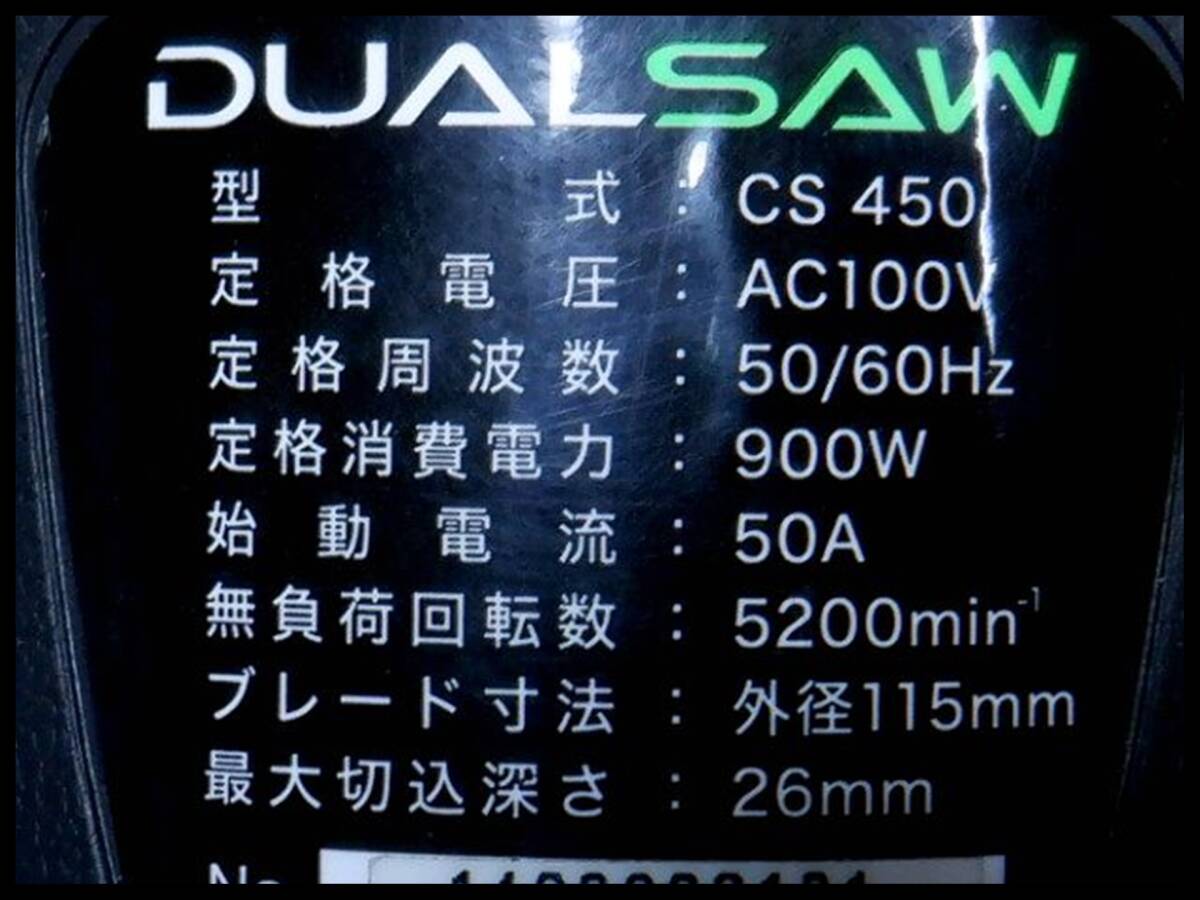 DUALSAW
型式：CS 450
定格電圧：AC100V
定格周波数：50/60Hz
定格消費電力：900W
始動電流：50A
無負荷回転数：5200min⁻¹
ブレード寸法：外径115mm
最大切込深さ：26mm
No